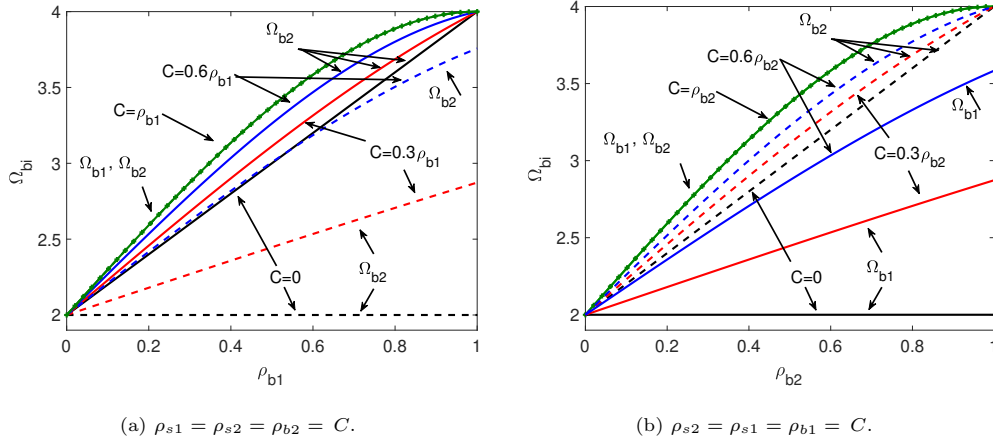 4
3.5
3
2.5
2
0
0.2
0.4
0.6
0.8
1
Ω_bi
ρ_b1
Ω_b2
C=0.6ρ_b1
C=ρ_b1
Ω_b2
C=0.3ρ_b1
Ω_b1, Ω_b2
Ω_b2
C=0
(a) ρ_s1 = ρ_s2 = ρ_b2 = C.
4
3.5
3
2.5
2
0
0.2
0.4
0.6
0.8
1
Ω_bi
ρ_b2
Ω_b2
C=0.6ρ_b2
C=ρ_b2
Ω_b1
Ω_b1, Ω_b2
C=0.3ρ_b2
Ω_b1
C=0
(b) ρ_s2 = ρ_s1 = ρ_b1 = C.